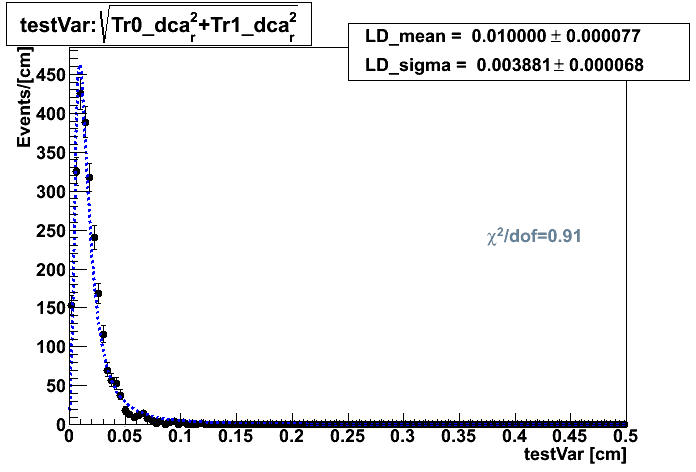 testVar: √Tr0_dca²ᵣ+Tr1_dca²ᵣ
LD_mean = 0.010000 ± 0.000077
LD_sigma = 0.003881 ± 0.000068
Events/[cm]
450
400
350
300
250
200
150
100
50
0
χ²/dof=0.91
0 0.05 0.1 0.15 0.2 0.25 0.3 0.35 0.4 0.45 0.5
testVar [cm]